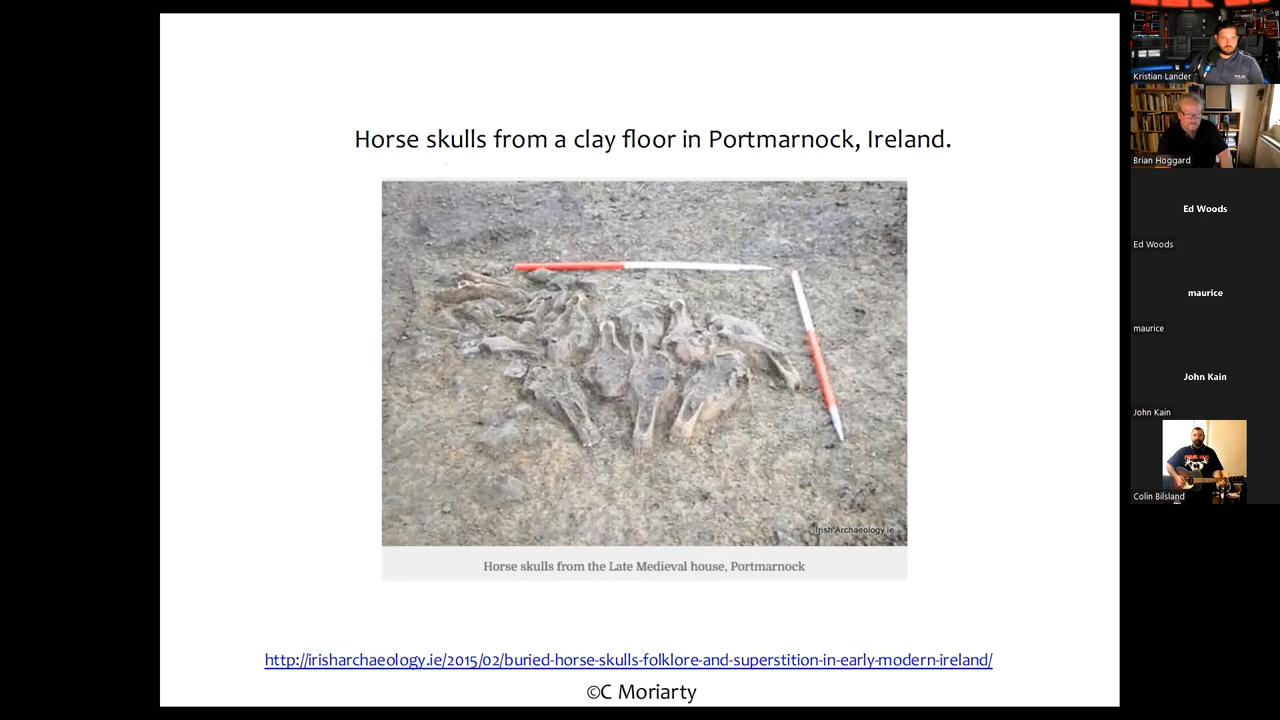 Horse skulls from a clay floor in Portmarnock, Ireland.
Irish Archaeology.ie
Horse skulls from the Late Medieval house, Portmarnock
http://irisharchaeology.ie/2015/02/buried-horse-skulls-folklore-and-superstition-in-early-modern-ireland/
©C Moriarty
Kristian Lander
Brian Hoggard
Ed Woods
Ed Woods
maurice
maurice
John Kain
John Kain
Colin Bilsland